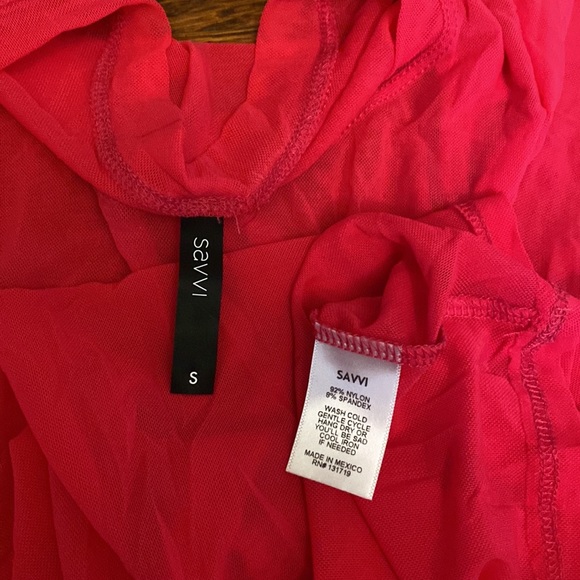 savvi
S
SAVVI
92% NYLON
8% SPANDEX
WASH COLD
GENTLE CYCLE
HANG DRY OR
YOU'LL BE SAD
COOL IRON
IF NEEDED
MADE IN MEXICO
RN# 131719